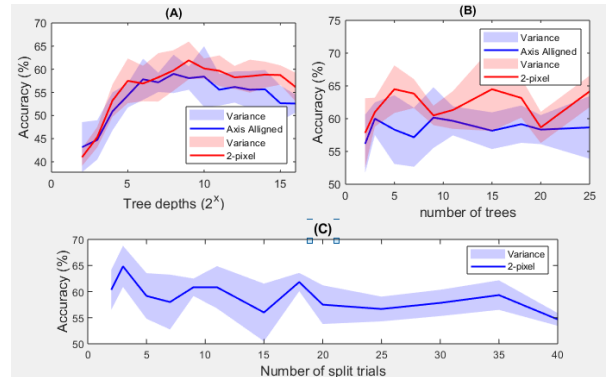 (A)
Accuracy (%)
70
65
60
55
50
45
40
0
5
10
15
Tree depths (2^x)
Variance
Axis Alligned
Variance
2-pixel
(B)
Accuracy (%)
75
70
65
60
55
50
0
5
10
15
20
25
number of trees
Variance
Axis Alligned
Variance
2-pixel
(C)
Accuracy (%)
70
65
60
55
50
0
5
10
15
20
25
30
35
40
Number of split trials
Variance
2-pixel